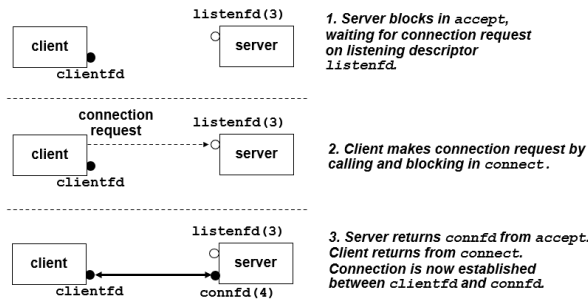 listenfd(3)
client
server
clientfd
1. Server blocks in accept,
waiting for connection request
on listening descriptor
listenfd.
connection
request
listenfd(3)
client
server
clientfd
2. Client makes connection request by
calling and blocking in connect.
listenfd(3)
client
server
clientfd
connfd(4)
3. Server returns connfd from accept.
Client returns from connect.
Connection is now established
between clientfd and connfd.